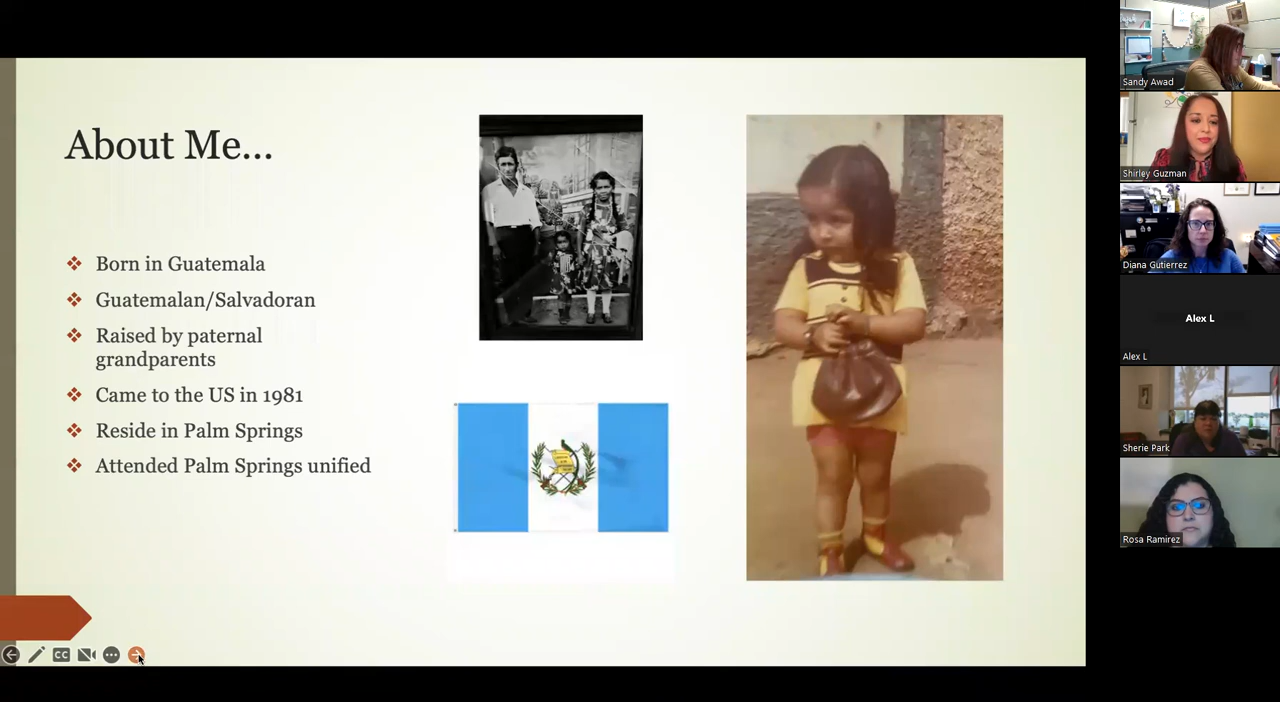 About Me...
Born in Guatemala
Guatemalan/Salvadoran
Raised by paternal
grandparents
Came to the US in 1981
Reside in Palm Springs
Attended Palm Springs unified
CC
Sandy Awad
Shirley Guzman
Diana Gutierrez
Alex L
Alex L
Sherie Park
Rosa Ramirez